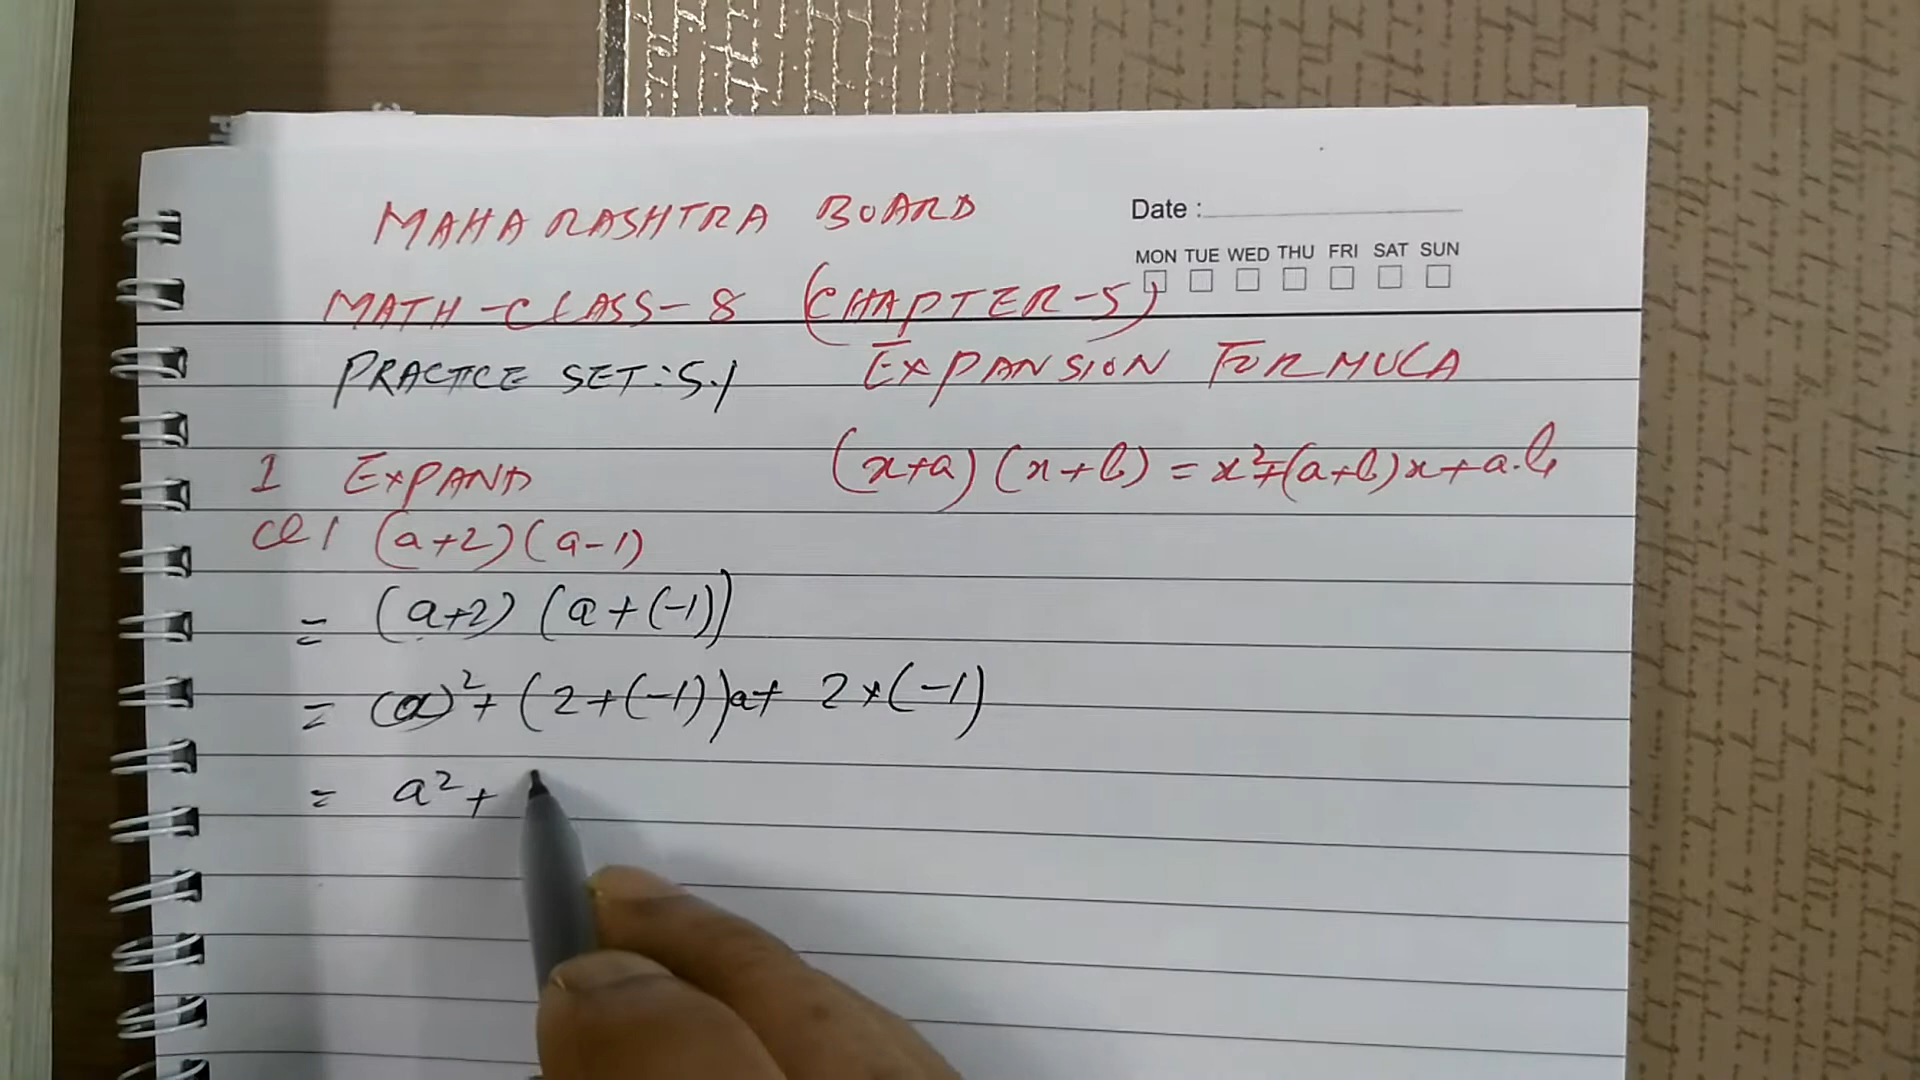 MAHARASHTRA BOARD
Date :
MON TUE WED THU FRI SAT SUN
MATH-CLASS-8 (CHAPTER-5)
PRACTICE SET:5.1 EXPANSION FORMULA
1 EXPAND (x+a)(x+b) = x²+(a+b)x+a.b
Q1 (a+2)(a-1)
= (a+2) (a+(-1))
= (a)²+(2+(-1))a+ 2×(-1)
= a²+